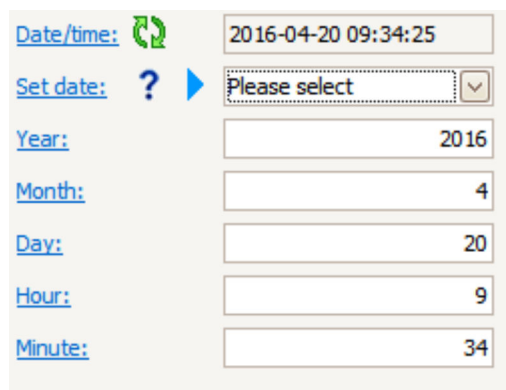 Date/time: 2016-04-20 09:34:25
Set date: ? Please select
Year: 2016
Month: 4
Day: 20
Hour: 9
Minute: 34